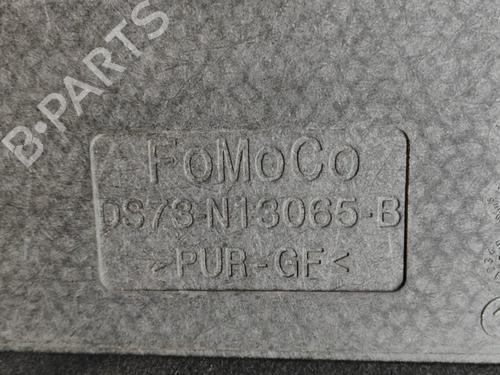 B-PARTS
FoMoCo
DS73-N13065-B
>PUR-GF<